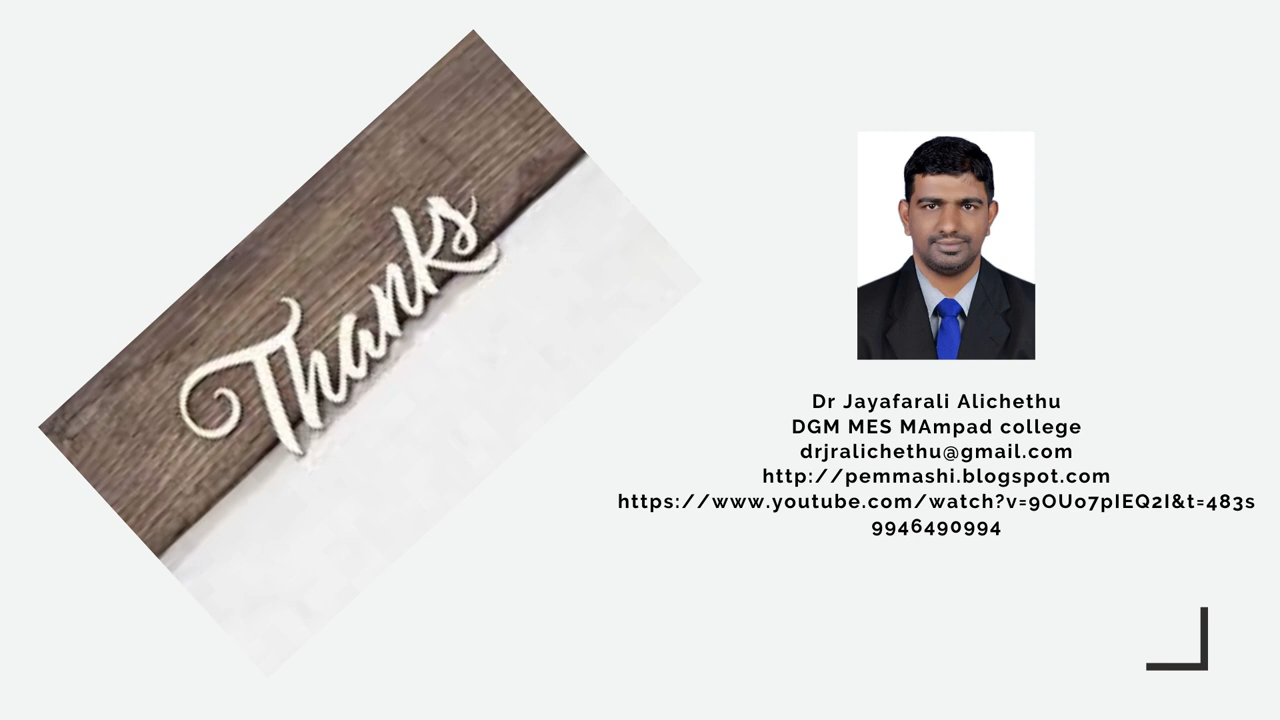 Thanks
Dr Jayafarali Alichethu
DGM MES MAmpad college
drjralichethu@gmail.com
http://pemmashi.blogspot.com
https://www.youtube.com/watch?v=9OUo7pIEQ2I&t=483s
9946490994